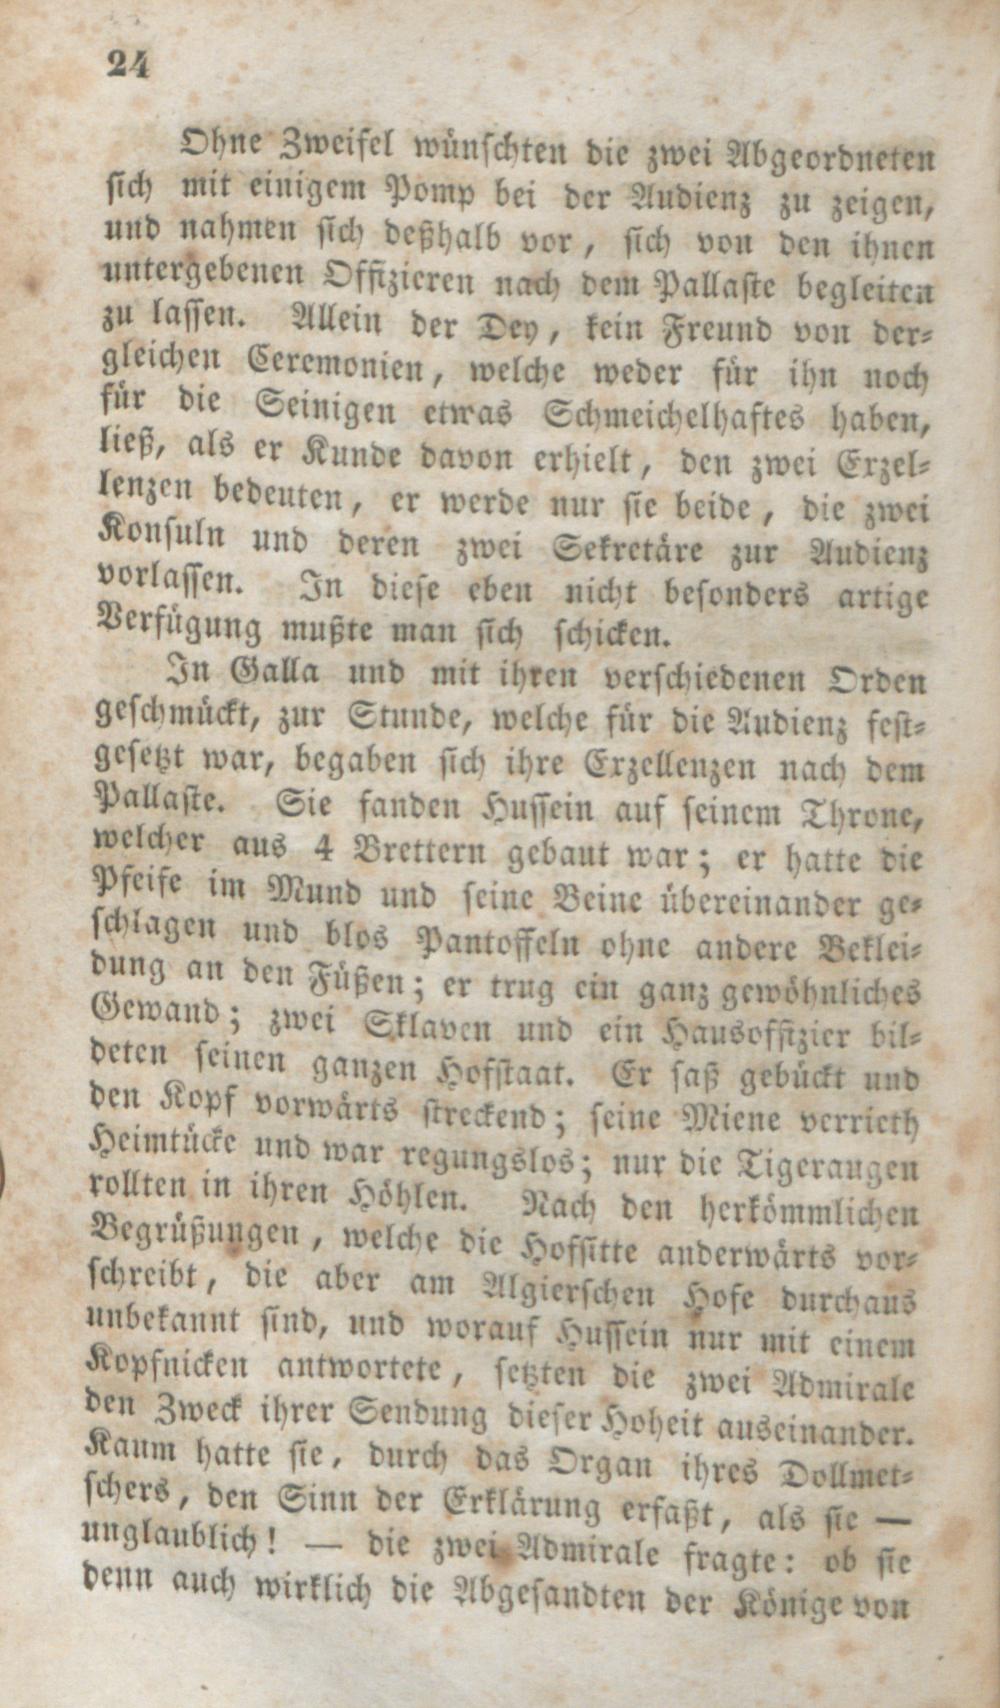 24
Ohne Zweifel wünschten die zwei Abgeordneten
sich mit einigem Pomp bei der Audienz zu zeigen,
und nahmen sich deßhalb vor, sich von den ihnen
untergebenen Offizieren nach dem Pallaste begleiten
zu lassen. Allein der Dey, kein Freund von der-
gleichen Ceremonien, welche weder für ihn noch
für die Seinigen etwas Schmeichelhaftes haben,
ließ, als er Kunde davon erhielt, den zwei Erzel-
lenzen bedeuten, er werde nur sie beide, die zwei
Konsuln und deren zwei Sekretäre zur Audienz
vorlassen. In diese eben nicht besonders artige
Verfügung mußte man sich schicken.
In Galla und mit ihren verschiedenen Orden
geschmückt, zur Stunde, welche für die Audienz fest-
gesetzt war, begaben sich ihre Erzellenzen nach dem
Pallaste. Sie fanden Hussein auf seinem Throne,
welcher aus 4 Brettern gebaut war; er hatte die
Pfeife im Mund und seine Beine übereinander ge-
schlagen und blos Pantoffeln ohne andere Beklei-
dung an den Füßen; er trug ein ganz gewöhnliches
Gewand; zwei Sklaven und ein Hausoffizier bil-
deten seinen ganzen Hofstaat. Er saß gebückt und
den Kopf vorwärts streckend; seine Miene verrieth
Heimtücke und war regungslos; nur die Tigeraugen
rollten in ihren Höhlen. Nach den herkömmlichen
Begrüßungen, welche die Hofsitte anderwärts vor-
schreibt, die aber am Algierschen Hofe durchaus
unbekannt sind, und worauf Hussein nur mit einem
Kopfnicken antwortete, setzten die zwei Admirale
den Zweck ihrer Sendung dieser Hoheit auseinander.
Kaum hatte sie, durch das Organ ihres Dollmet-
schers, den Sinn der Erklärung erfaßt, als sie —
unglaublich! — die zwei Admirale fragte: ob sie
denn auch wirklich die Abgesandten der Könige von